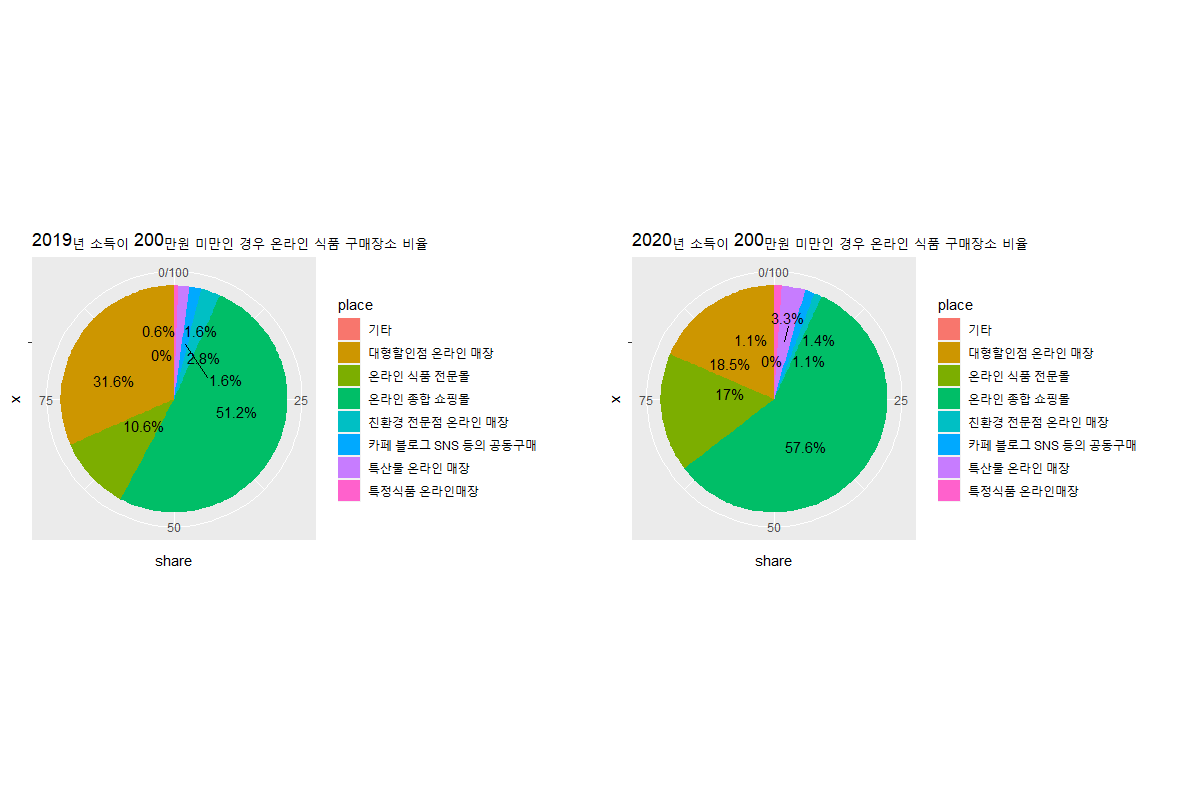 2019년 소득이 200만원 미만인 경우 온라인 식품 구매장소 비율
0/100
0.6%
1.6%
0%
2.8%
31.6%
1.6%
51.2%
10.6%
75
25
50
x
share
place
기타
대형할인점 온라인 매장
온라인 식품 전문몰
온라인 종합 쇼핑몰
친환경 전문점 온라인 매장
카페 블로그 SNS 등의 공동구매
특산물 온라인 매장
특정식품 온라인매장
2020년 소득이 200만원 미만인 경우 온라인 식품 구매장소 비율
0/100
3.3%
1.1%
1.4%
18.5%
0%
1.1%
17%
57.6%
75
25
50
x
share
place
기타
대형할인점 온라인 매장
온라인 식품 전문몰
온라인 종합 쇼핑몰
친환경 전문점 온라인 매장
카페 블로그 SNS 등의 공동구매
특산물 온라인 매장
특정식품 온라인매장